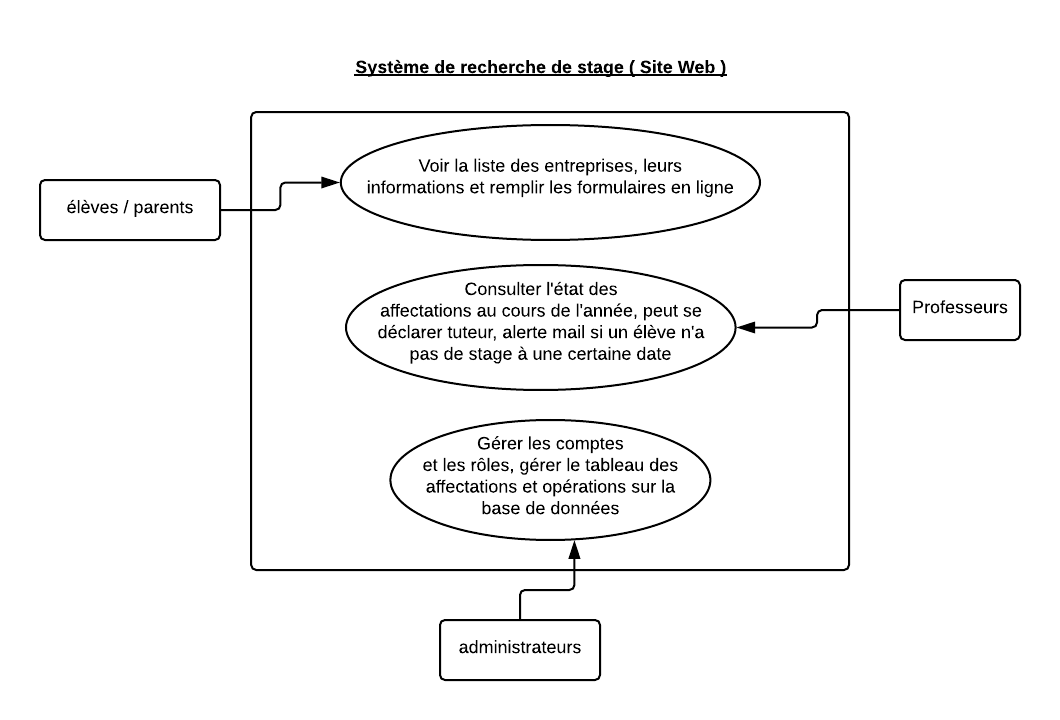 Système de recherche de stage ( Site Web )
Voir la liste des entreprises, leurs
informations et remplir les formulaires en ligne
élèves / parents
Consulter l'état des
affectations au cours de l'année, peut se
déclarer tuteur, alerte mail si un élève n'a
pas de stage à une certaine date
Professeurs
Gérer les comptes
et les rôles, gérer le tableau des
affectations et opérations sur la
base de données
administrateurs